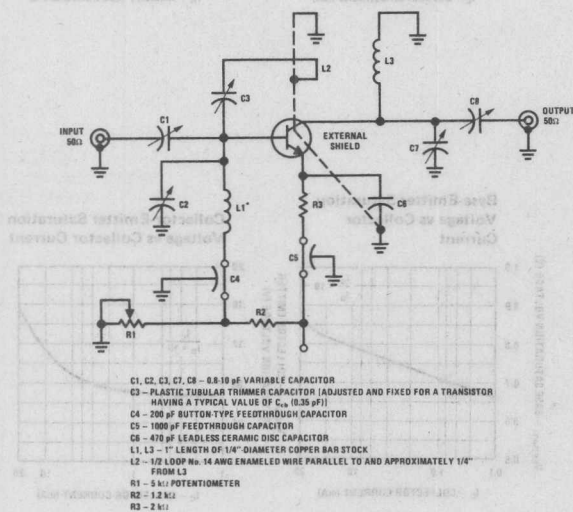 L2
L3
C3
C1
C8
INPUT
50Ω
OUTPUT
50Ω
EXTERNAL
SHIELD
C7
C2
L1*
R3
C6
C5
C4
R1
R2
C1, C2, C3, C7, C8 – 0.8-10 pF VARIABLE CAPACITOR
C3 – PLASTIC TUBULAR TRIMMER CAPACITOR [ADJUSTED AND FIXED FOR A TRANSISTOR
HAVING A TYPICAL VALUE OF Ccb (0.35 pF)]
C4 – 200 pF BUTTON-TYPE FEEDTHROUGH CAPACITOR
C5 – 1000 pF FEEDTHROUGH CAPACITOR
C6 – 470 pF LEADLESS CERAMIC DISC CAPACITOR
L1, L3 – 1" LENGTH OF 1/4"-DIAMETER COPPER BAR STOCK
L2 – 1/2 LOOP No. 14 AWG ENAMELED WIRE PARALLEL TO AND APPROXIMATELY 1/4"
FROM L3
R1 – 5 kΩ POTENTIOMETER
R2 – 1.2 kΩ
R3 – 2 kΩ